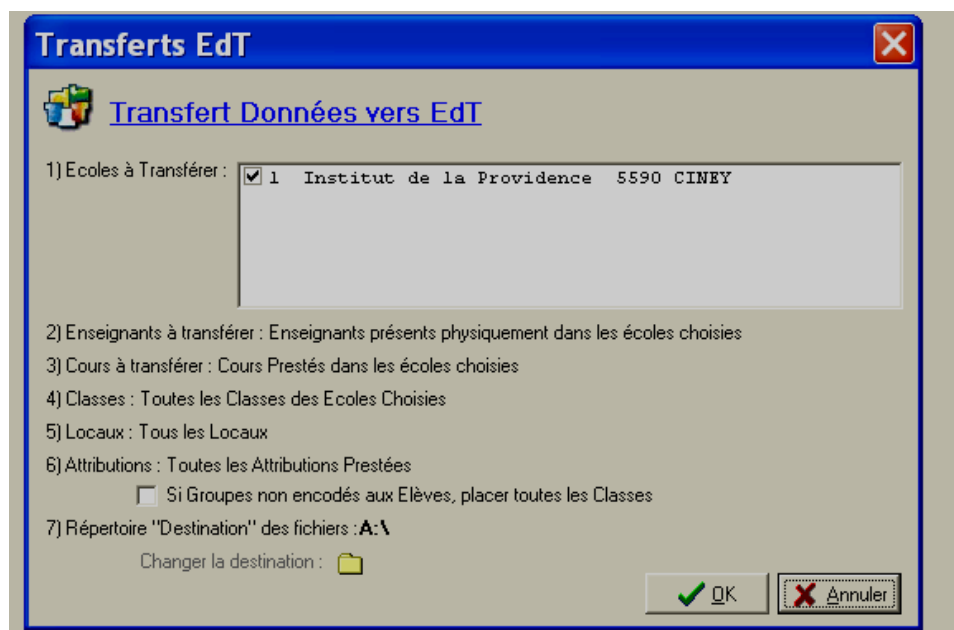 Transferts EdT
Transfert Données vers EdT
1) Ecoles à Transférer :
1 Institut de la Providence 5590 CINEY
2) Enseignants à transférer : Enseignants présents physiquement dans les écoles choisies
3) Cours à transférer : Cours Prestés dans les écoles choisies
4) Classes : Toutes les Classes des Ecoles Choisies
5) Locaux : Tous les Locaux
6) Attributions : Toutes les Attributions Prestées
Si Groupes non encodés aux Elèves, placer toutes les Classes
7) Répertoire "Destination" des fichiers :A:\
Changer la destination :
OK Annuler